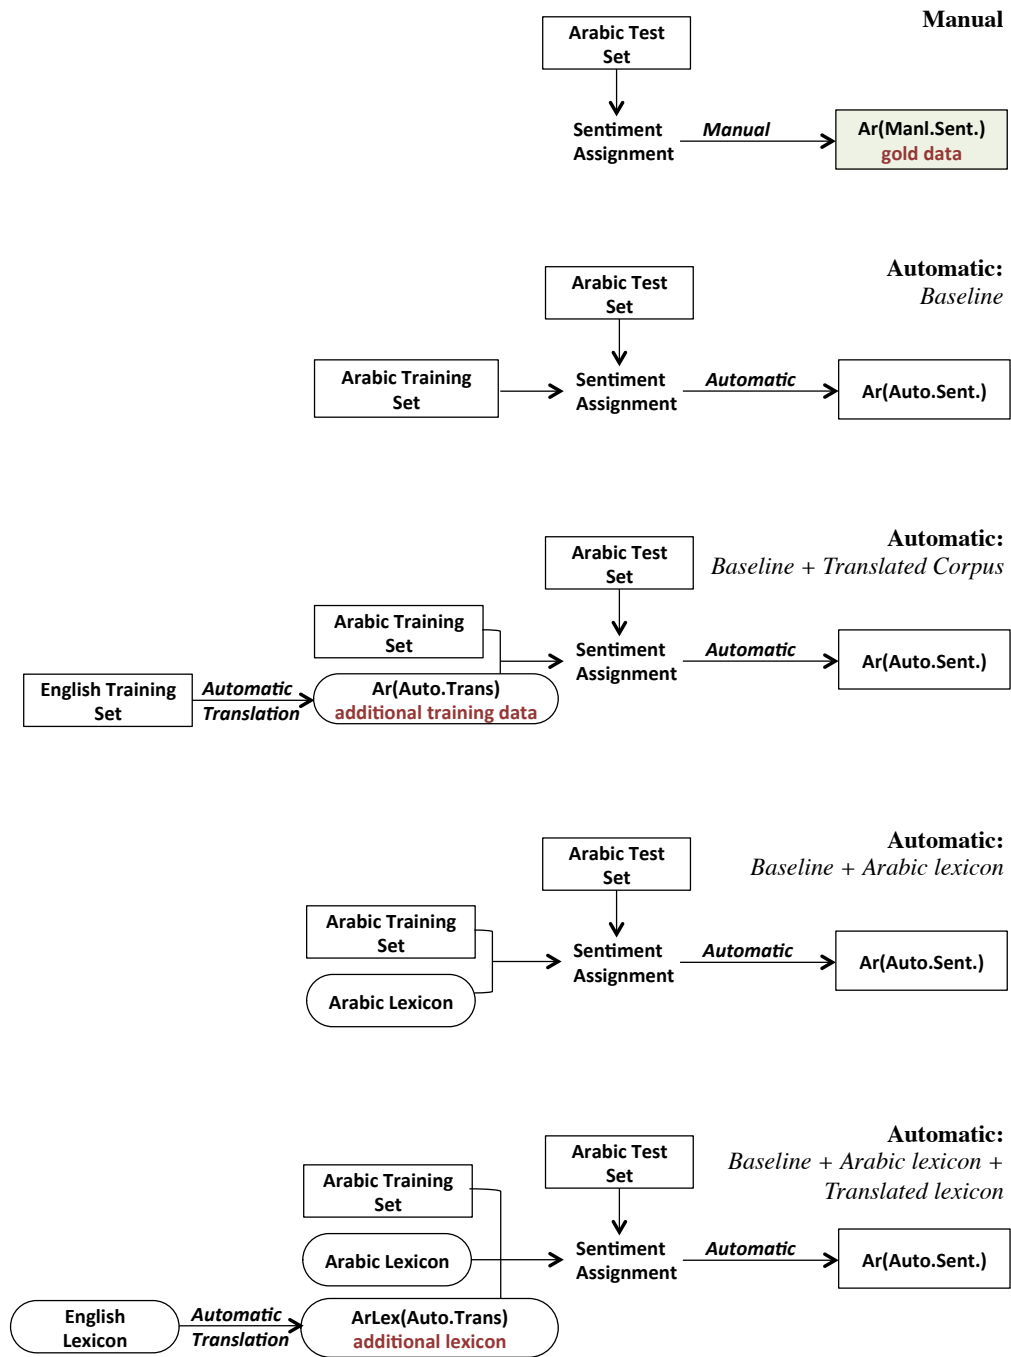 Manual
Arabic Test
Set
Sentiment
Assignment
Manual
Ar(Manl.Sent.)
gold data
Automatic:
Baseline
Arabic Test
Set
Arabic Training
Set
Sentiment
Assignment
Automatic
Ar(Auto.Sent.)
Automatic:
Baseline + Translated Corpus
Arabic Test
Set
Arabic Training
Set
English Training
Set
Automatic
Translation
Ar(Auto.Trans)
additional training data
Sentiment
Assignment
Automatic
Ar(Auto.Sent.)
Automatic:
Baseline + Arabic lexicon
Arabic Test
Set
Arabic Training
Set
Arabic Lexicon
Sentiment
Assignment
Automatic
Ar(Auto.Sent.)
Automatic:
Baseline + Arabic lexicon +
Translated lexicon
Arabic Test
Set
Arabic Training
Set
Arabic Lexicon
English
Lexicon
Automatic
Translation
ArLex(Auto.Trans)
additional lexicon
Sentiment
Assignment
Automatic
Ar(Auto.Sent.)